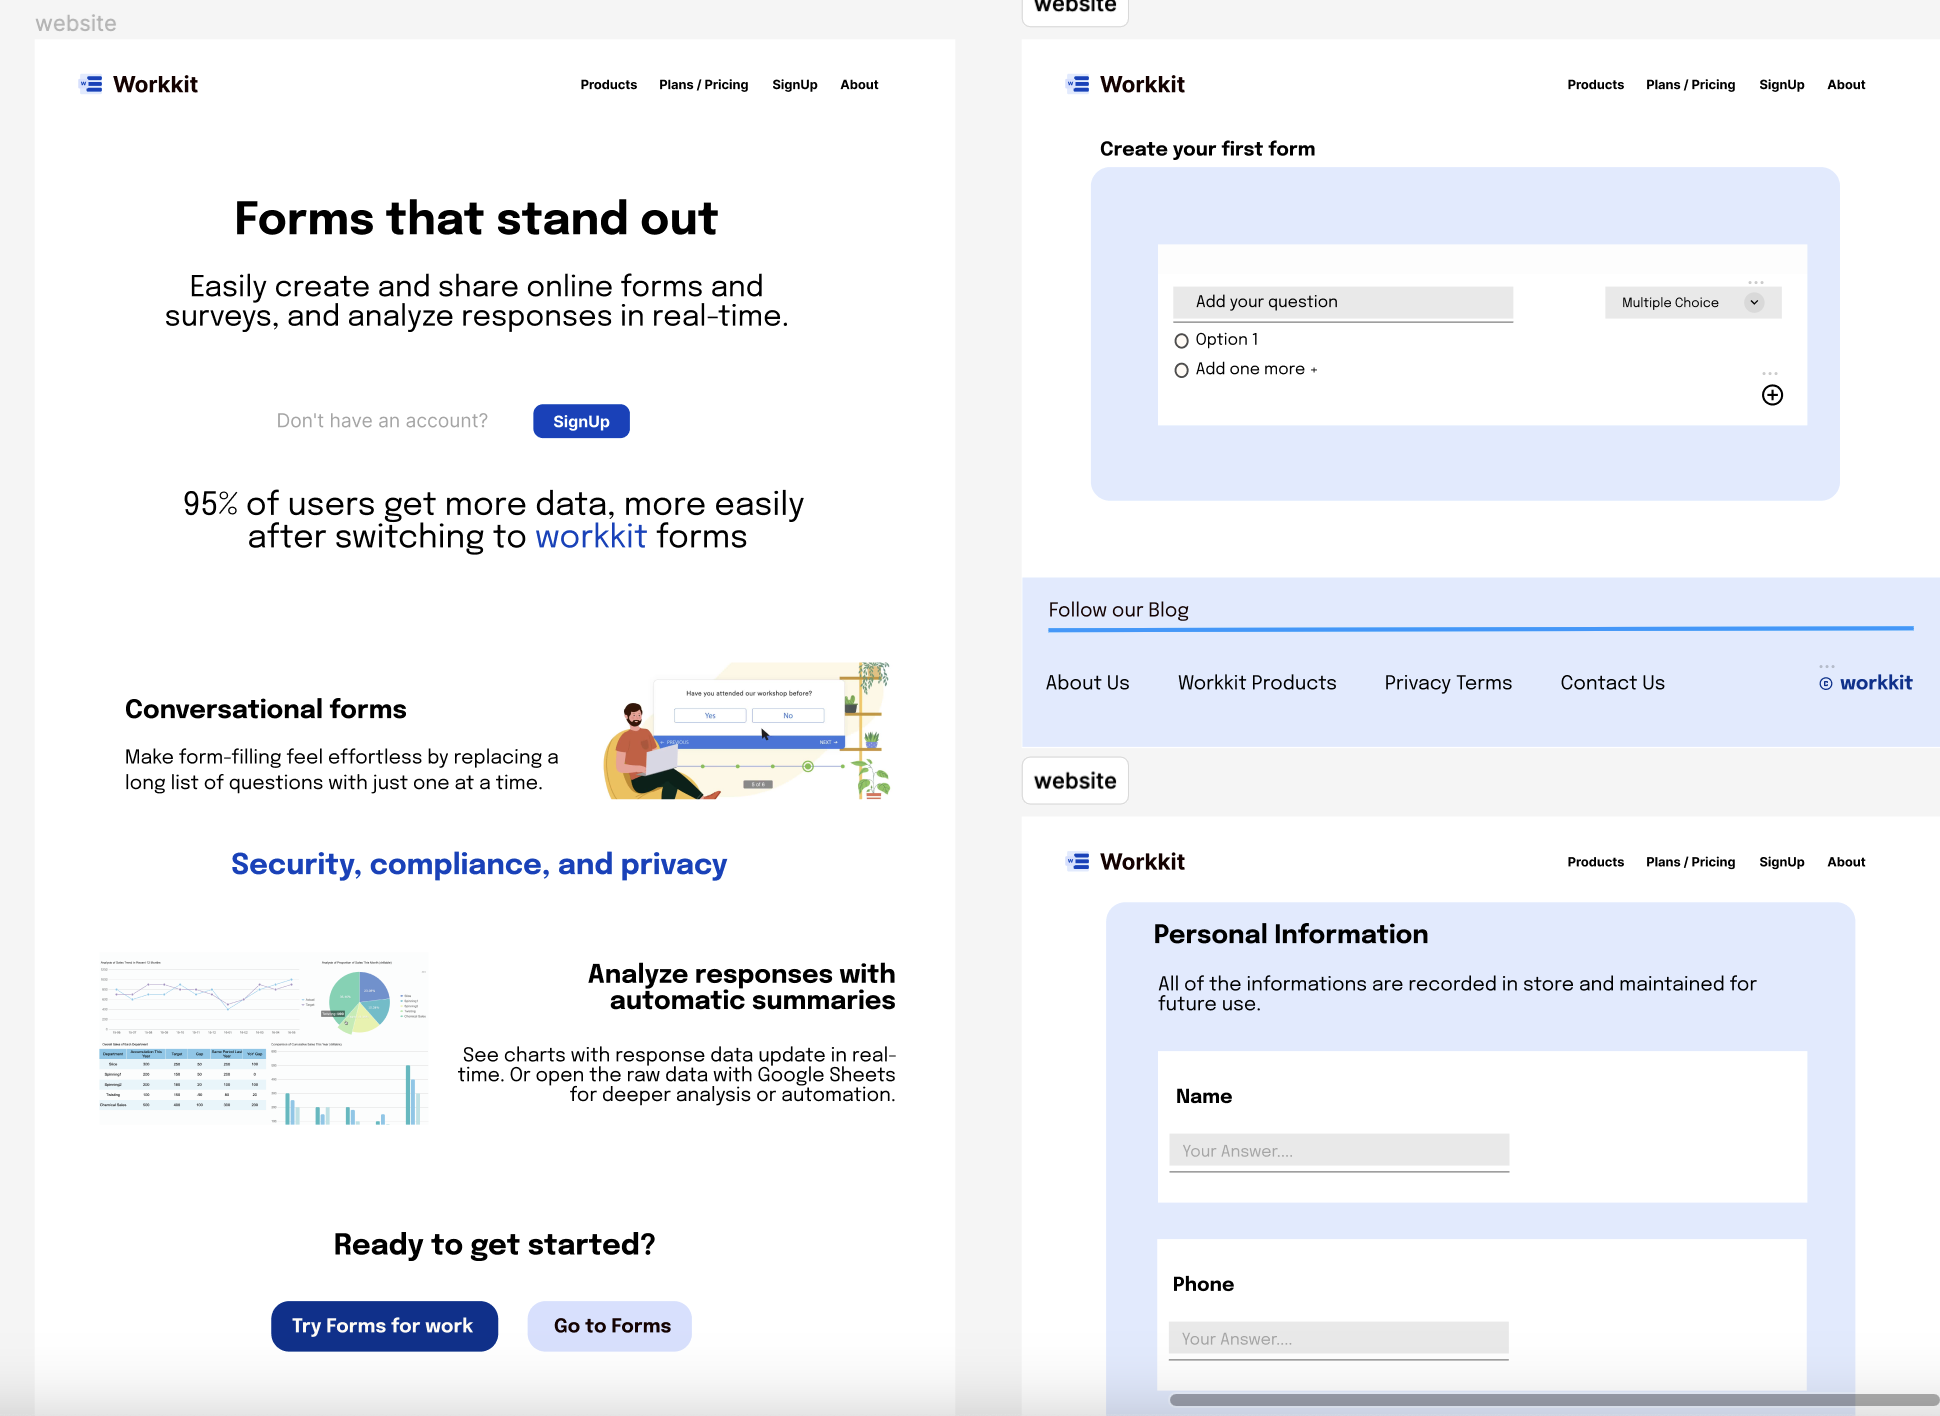 website
Workkit
Products Plans / Pricing SignUp About
Forms that stand out
Easily create and share online forms and
surveys, and analyze responses in real-time.
Don't have an account? SignUp
95% of users get more data, more easily
after switching to workkit forms
Conversational forms
Make form-filling feel effortless by replacing a
long list of questions with just one at a time.
Have you attended our workshop before?
Yes No
← PREVIOUS NEXT →
5 of 6
Security, compliance, and privacy
Analyze responses with
automatic summaries
See charts with response data update in real-
time. Or open the raw data with Google Sheets
for deeper analysis or automation.
Ready to get started?
Try Forms for work Go to Forms
website
Workkit
Products Plans / Pricing SignUp About
Create your first form
Add your question
Multiple Choice
Option 1
Add one more +
Follow our Blog
About Us Workkit Products Privacy Terms Contact Us © workkit
website
Workkit
Products Plans / Pricing SignUp About
Personal Information
All of the informations are recorded in store and maintained for
future use.
Name
Your Answer....
Phone
Your Answer....